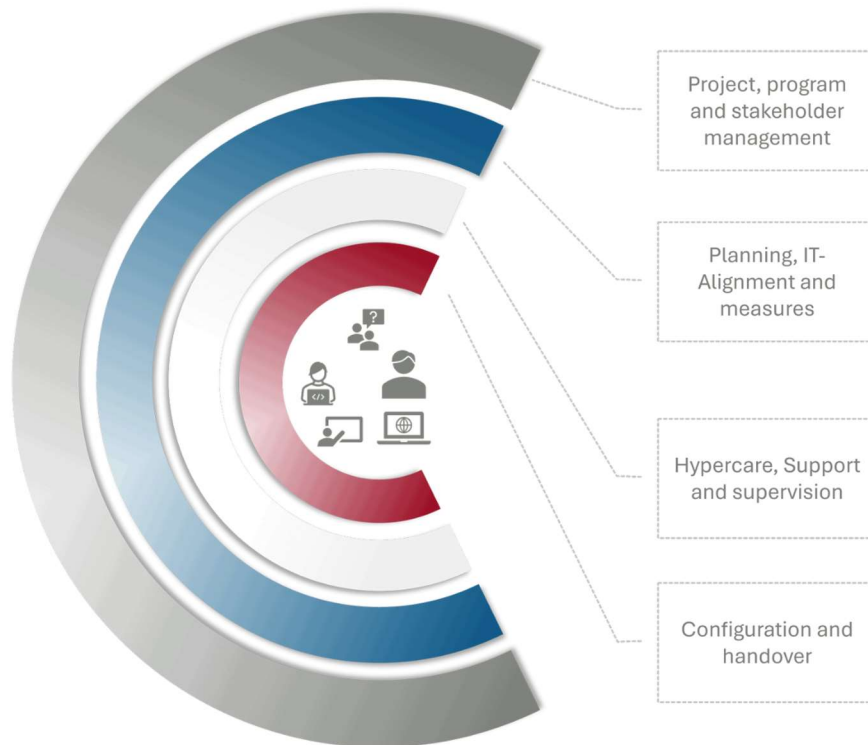 Project, program
and stakeholder
management
Planning, IT-
Alignment and
measures
Hypercare, Support
and supervision
Configuration and
handover
?
</>